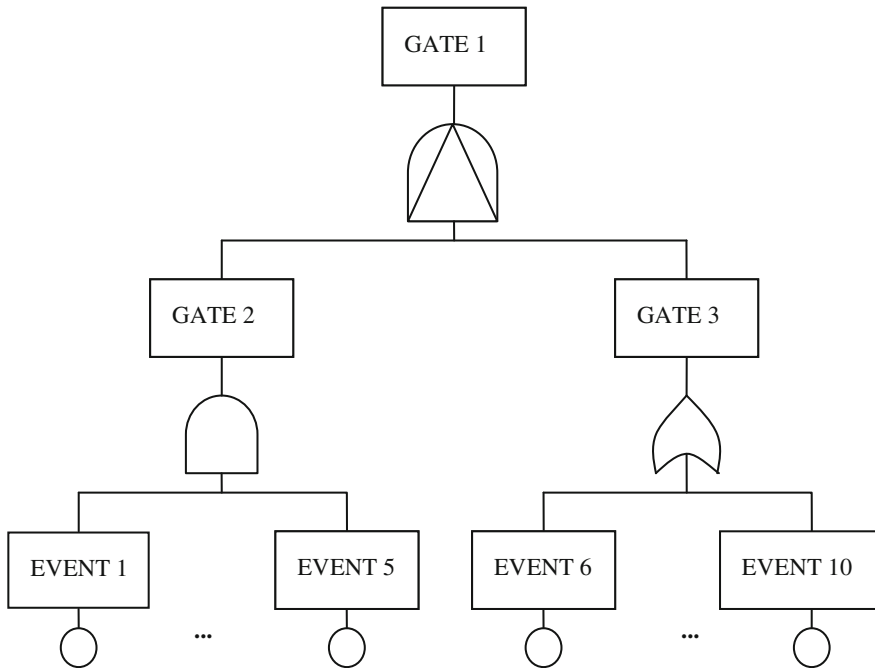 GATE 1
GATE 2
GATE 3
EVENT 1
EVENT 5
EVENT 6
EVENT 10
...
...